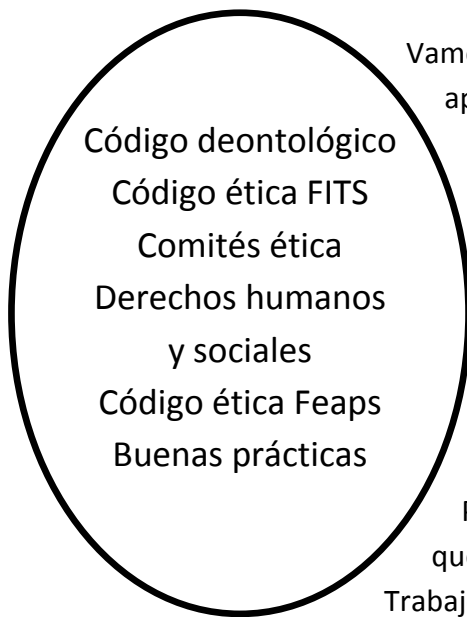 Código deontológico
Código ética FITS
Comités ética
Derechos humanos
y sociales
Código ética Feaps
Buenas prácticas